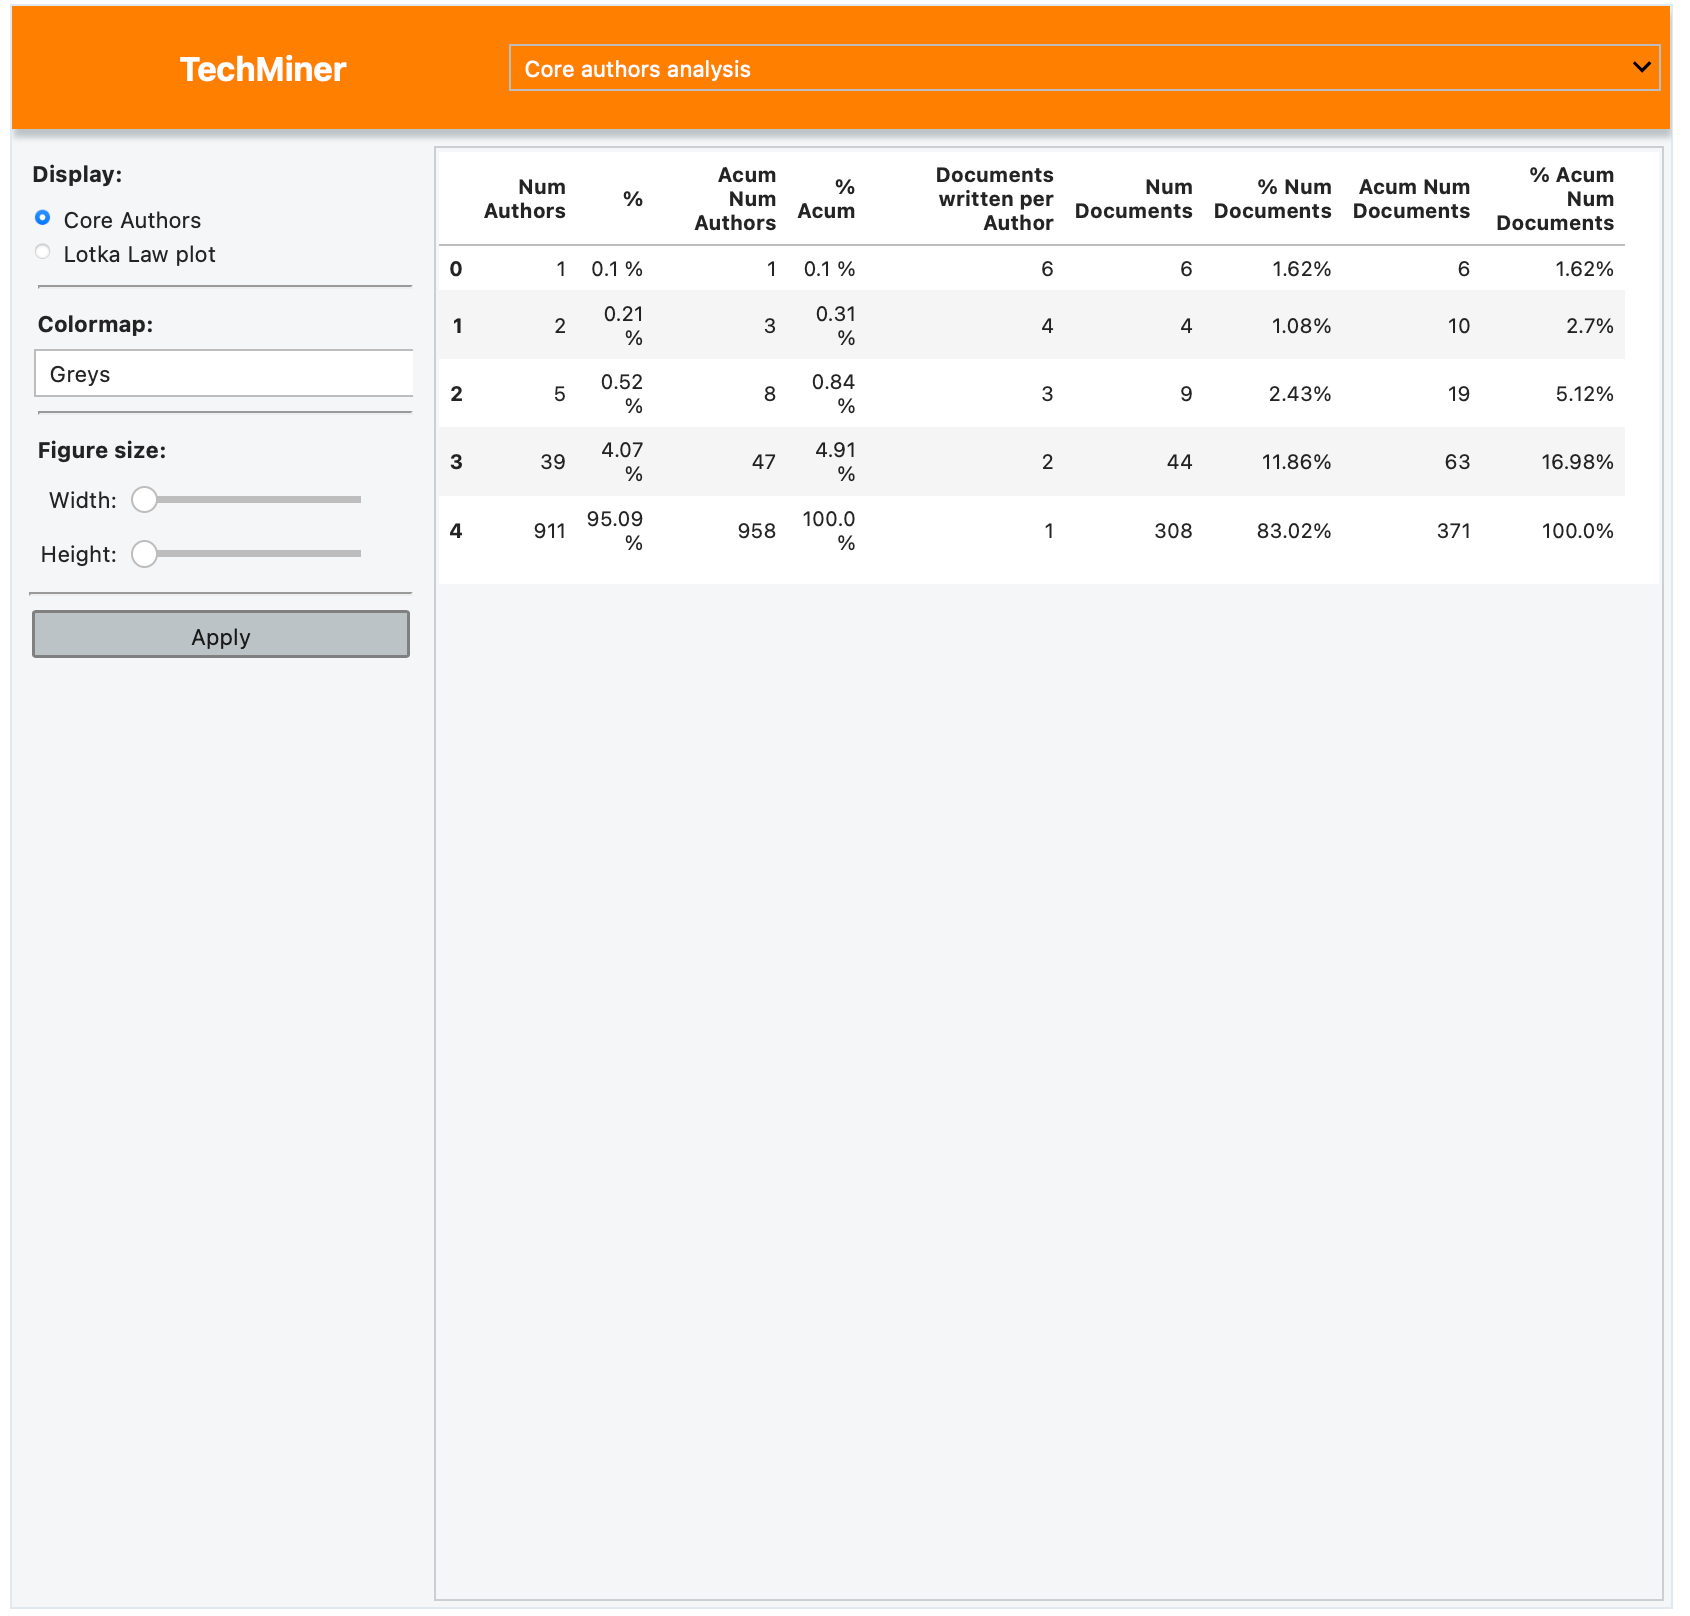 TechMiner
Core authors analysis
Display:
Core Authors
Lotka Law plot
Colormap:
Greys
Figure size:
Width:
Height:
Apply
Num Authors % Acum Num Authors % Acum Documents written per Author Num Documents % Num Documents Acum Num Documents % Acum Num Documents
0 1 0.1 % 1 0.1 % 6 6 1.62% 6 1.62%
1 2 0.21 % 3 0.31 % 4 4 1.08% 10 2.7%
2 5 0.52 % 8 0.84 % 3 9 2.43% 19 5.12%
3 39 4.07 % 47 4.91 % 2 44 11.86% 63 16.98%
4 911 95.09 % 958 100.0 % 1 308 83.02% 371 100.0%